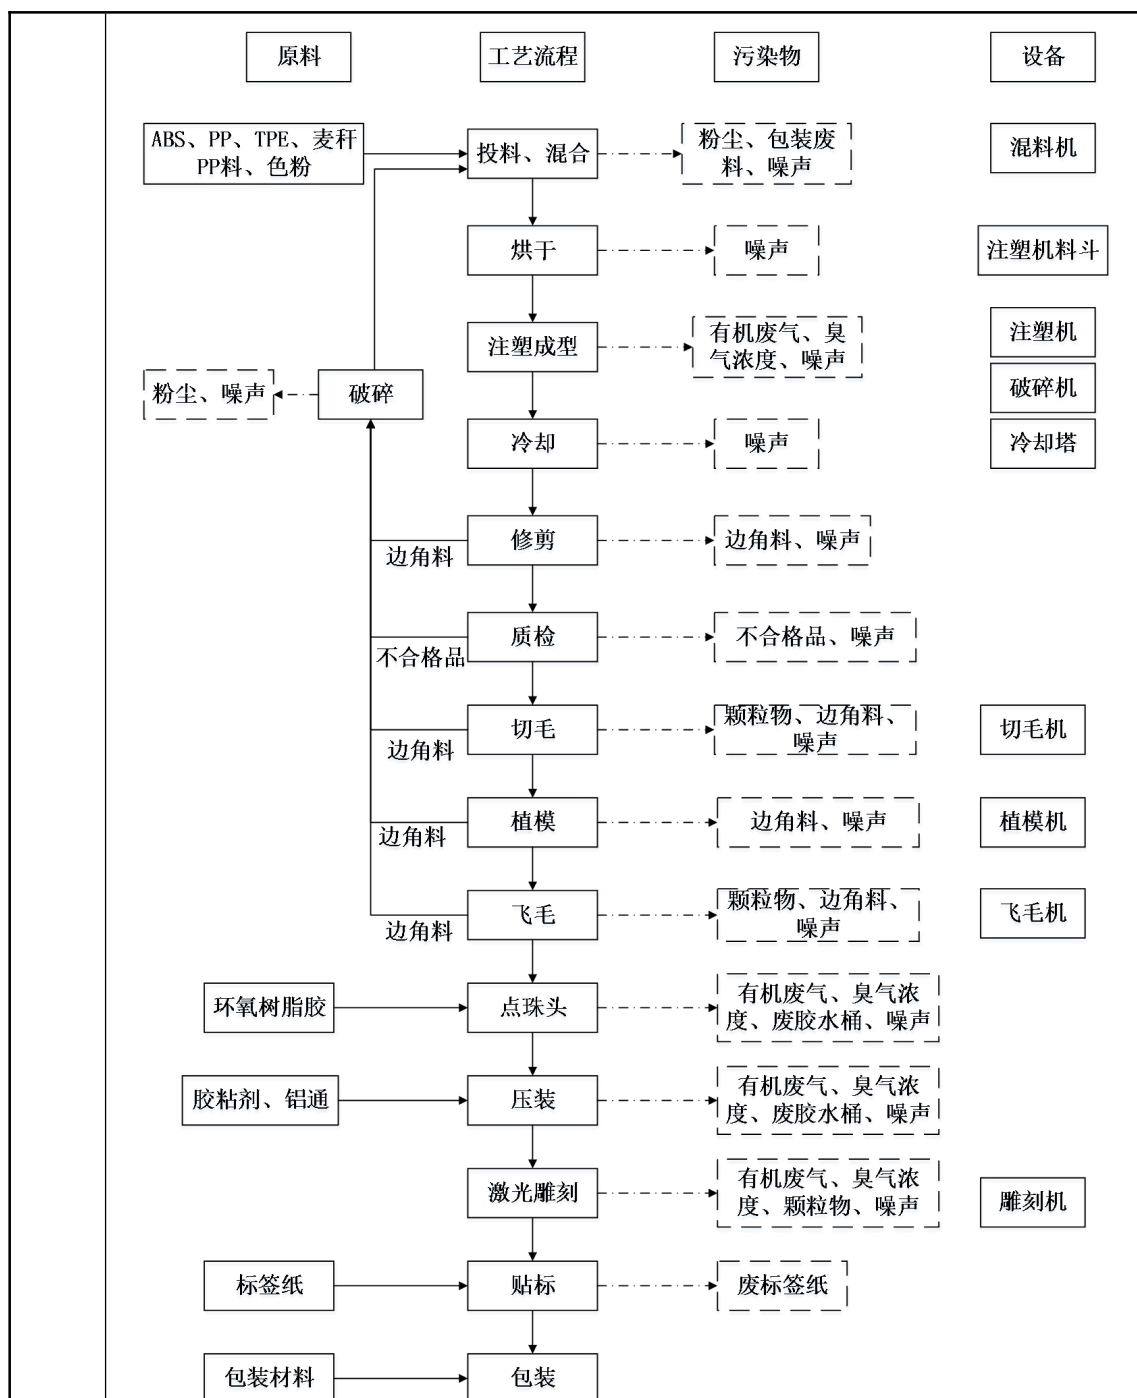 原料
工艺流程
污染物
设备
ABS、PP、TPE、麦秆
PP料、色粉
投料、混合
粉尘、包装废
料、噪声
混料机
烘干
噪声
注塑机料斗
注塑成型
有机废气、臭
气浓度、噪声
注塑机
粉尘、噪声
破碎
破碎机
冷却
噪声
冷却塔
修剪
边角料
边角料、噪声
质检
不合格品
不合格品、噪声
切毛
边角料
颗粒物、边角料、
噪声
切毛机
植模
边角料
边角料、噪声
植模机
飞毛
边角料
颗粒物、边角料、
噪声
飞毛机
环氧树脂胶
点珠头
有机废气、臭气浓
度、废胶水桶、噪声
胶粘剂、铝通
压装
有机废气、臭气浓
度、废胶水桶、噪声
激光雕刻
有机废气、臭气浓
度、颗粒物、噪声
雕刻机
标签纸
贴标
废标签纸
包装材料
包装